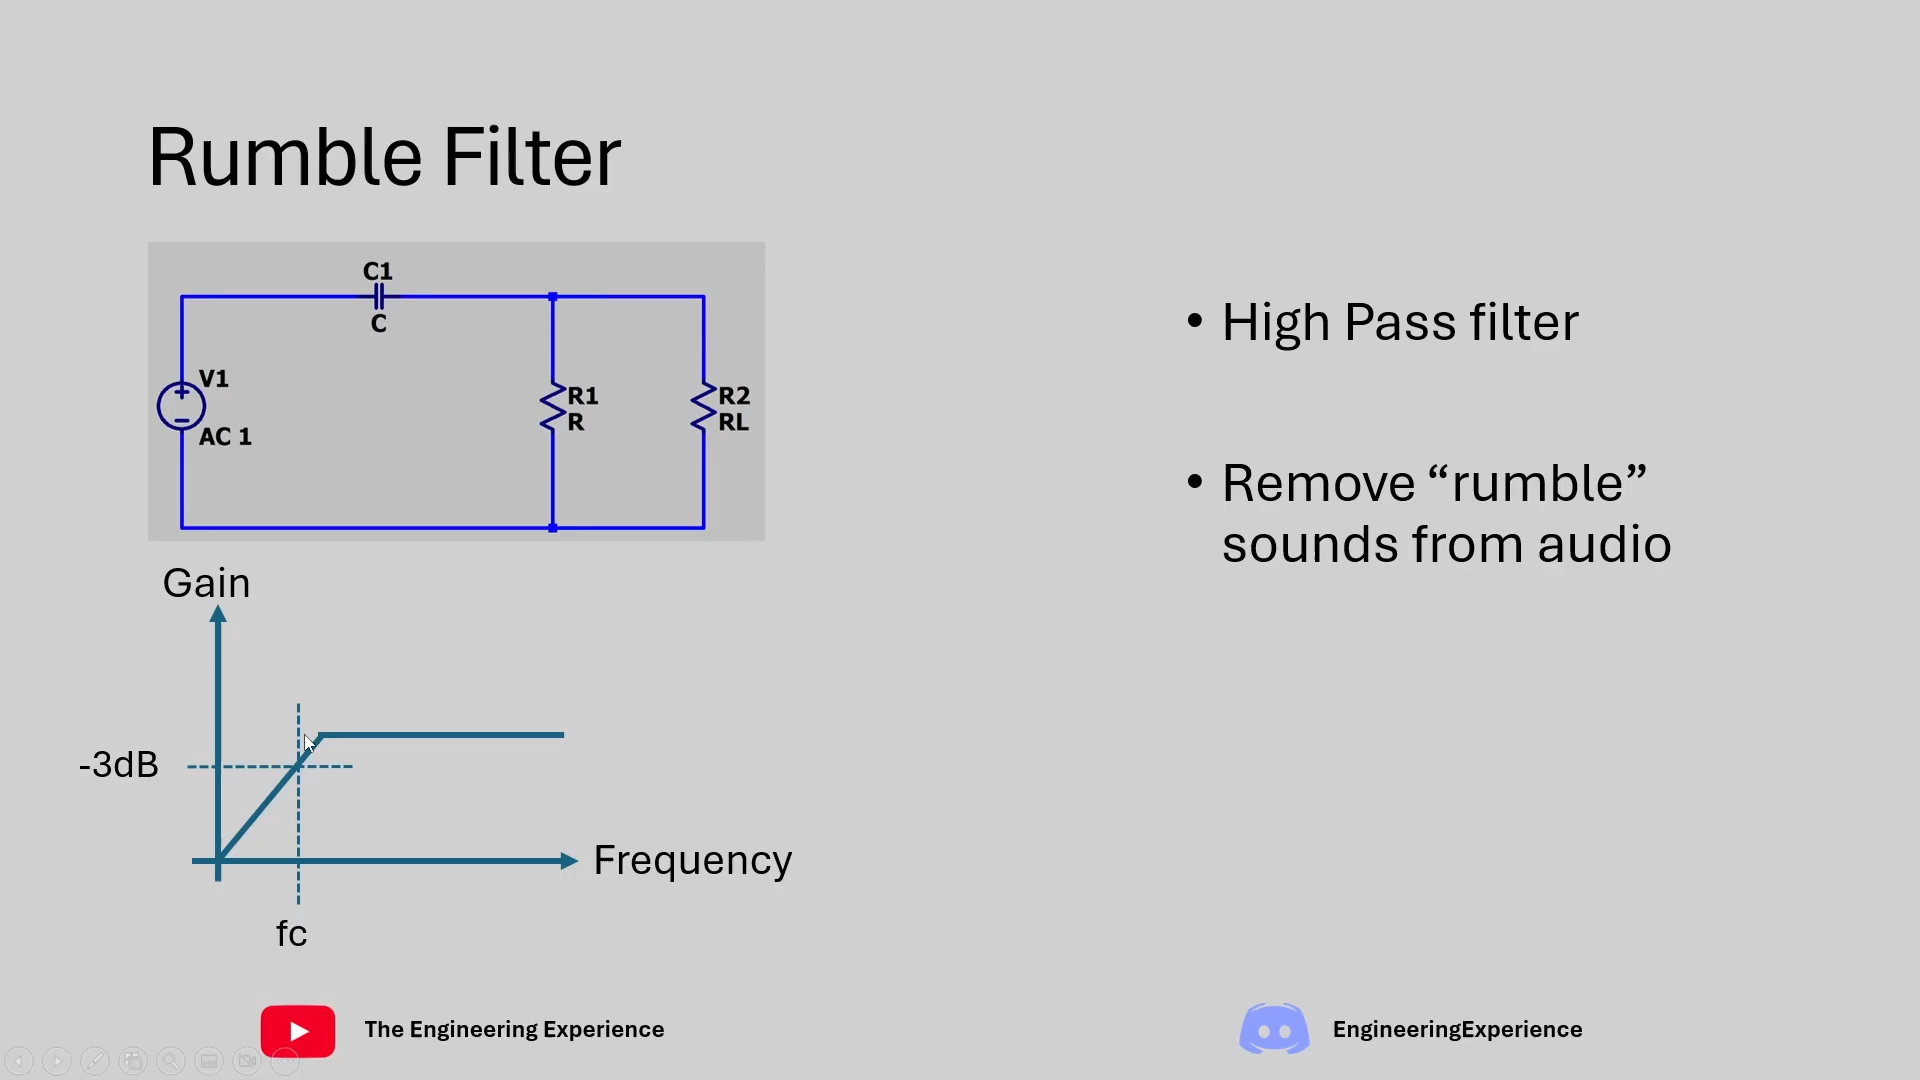 Rumble Filter
C1
C
V1
AC 1
R1
R
R2
RL
• High Pass filter
• Remove “rumble”
sounds from audio
Gain
-3dB
Frequency
fc
The Engineering Experience
EngineeringExperience